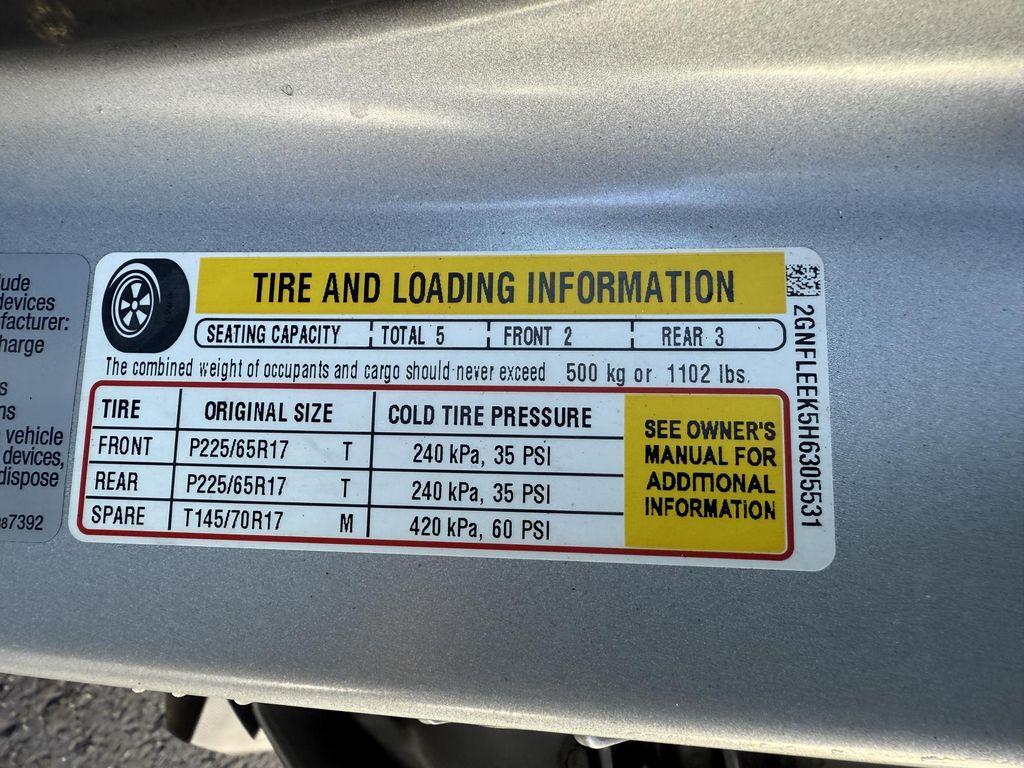 lude
devices
facturer:
harge
s
ns
vehicle
devices,
dispose
a7392
TIRE AND LOADING INFORMATION
SEATING CAPACITY TOTAL 5 FRONT 2 REAR 3
The combined weight of occupants and cargo should never exceed 500 kg or 1102 lbs.
TIRE ORIGINAL SIZE COLD TIRE PRESSURE
FRONT P225/65R17 T 240 kPa, 35 PSI
REAR P225/65R17 T 240 kPa, 35 PSI
SPARE T145/70R17 M 420 kPa, 60 PSI
SEE OWNER'S
MANUAL FOR
ADDITIONAL
INFORMATION
2GNFLEEK5H6305531